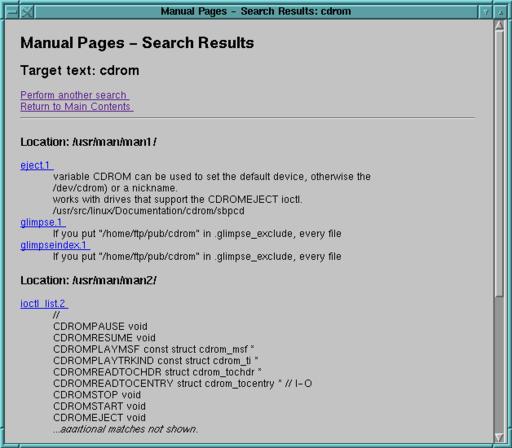 Manual Pages - Search Results: cdrom
Manual Pages - Search Results
Target text: cdrom
Perform another search
Return to Main Contents
Location: /usr/man/man1/
eject.1
variable CDROM can be used to set the default device, otherwise the
/dev/cdrom) or a nickname.
works with drives that support the CDROMEJECT ioctl.
/usr/src/linux/Documentation/cdrom/sbpcd
glimpse.1
If you put "/home/ftp/pub/cdrom" in .glimpse_exclude, every file
glimpseindex.1
If you put "/home/ftp/pub/cdrom" in .glimpse_exclude, every file
Location: /usr/man/man2/
ioctl_list.2
//
CDROMPAUSE void
CDROMRESUME void
CDROMPLAYMSF const struct cdrom_msf *
CDROMPLAYTRKIND const struct cdrom_ti *
CDROMREADTOCHDR struct cdrom_tochdr *
CDROMREADTOCENTRY struct cdrom_tocentry * // I-O
CDROMSTOP void
CDROMSTART void
CDROMEJECT void
...additional matches not shown.